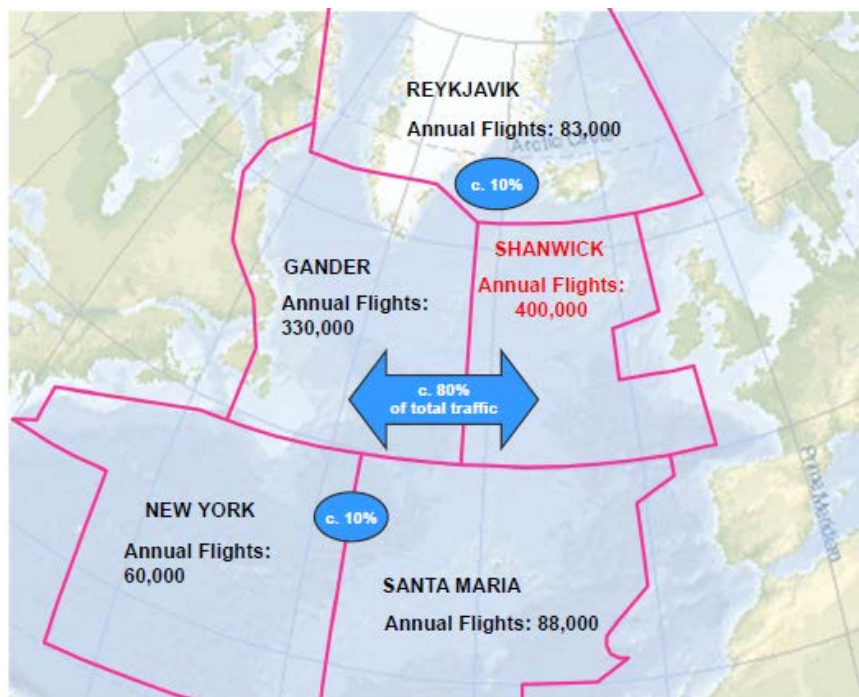 REYKJAVIK
Annual Flights: 83,000
Arctic Circle
c. 10%
SHANWICK
Annual Flights:
400,000
GANDER
Annual Flights:
330,000
c. 80%
of total traffic
Prime Meridian
NEW YORK
Annual Flights:
60,000
c. 10%
SANTA MARIA
Annual Flights: 88,000